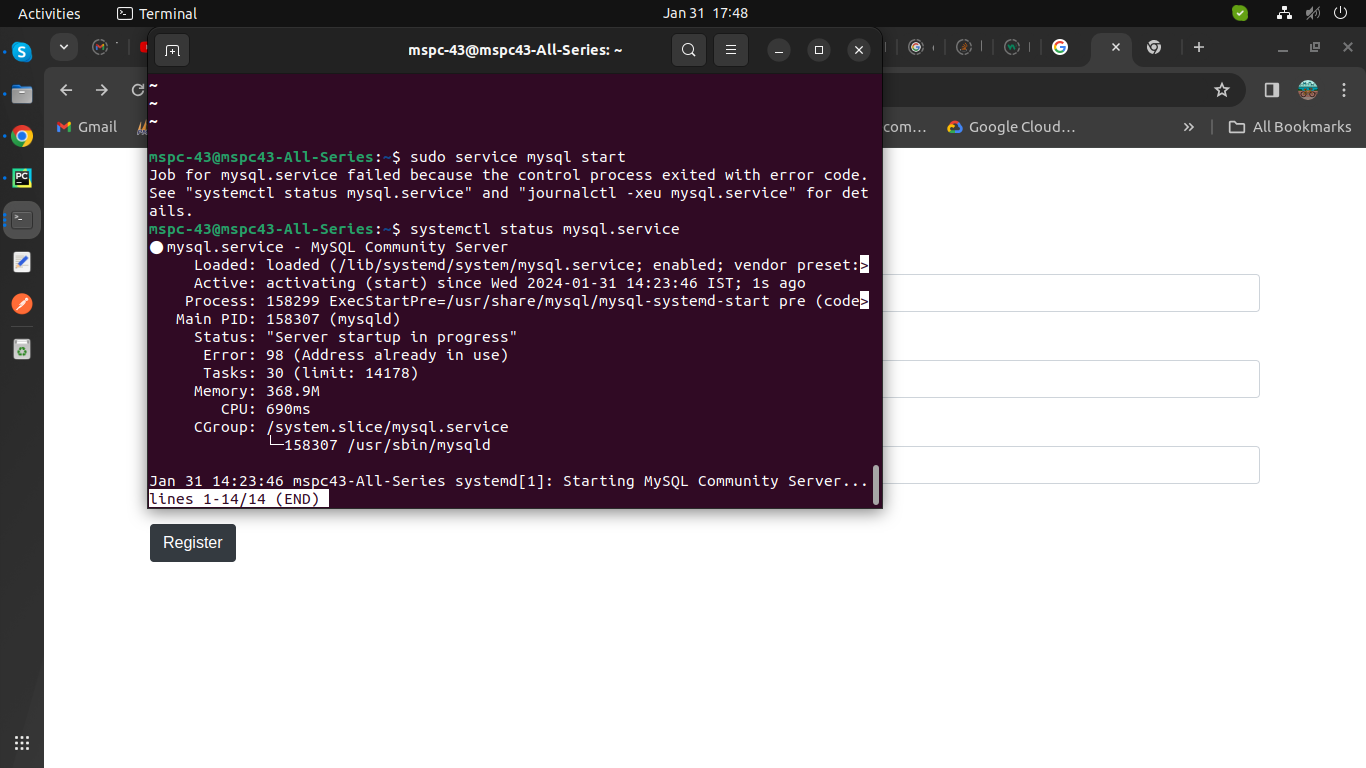 Activities
Terminal
Jan 31 17:48
mspc-43@mspc43-All-Series: ~
Gmail
com…
Google Cloud…
»
All Bookmarks
~
~
~
mspc-43@mspc43-All-Series:~$ sudo service mysql start
Job for mysql.service failed because the control process exited with error code.
See "systemctl status mysql.service" and "journalctl -xeu mysql.service" for det
ails.
mspc-43@mspc43-All-Series:~$ systemctl status mysql.service
● mysql.service - MySQL Community Server
Loaded: loaded (/lib/systemd/system/mysql.service; enabled; vendor preset:>
Active: activating (start) since Wed 2024-01-31 14:23:46 IST; 1s ago
Process: 158299 ExecStartPre=/usr/share/mysql/mysql-systemd-start pre (code>
Main PID: 158307 (mysqld)
Status: "Server startup in progress"
Error: 98 (Address already in use)
Tasks: 30 (limit: 14178)
Memory: 368.9M
CPU: 690ms
CGroup: /system.slice/mysql.service
└─158307 /usr/sbin/mysqld
Jan 31 14:23:46 mspc43-All-Series systemd[1]: Starting MySQL Community Server...
lines 1-14/14 (END)
Register